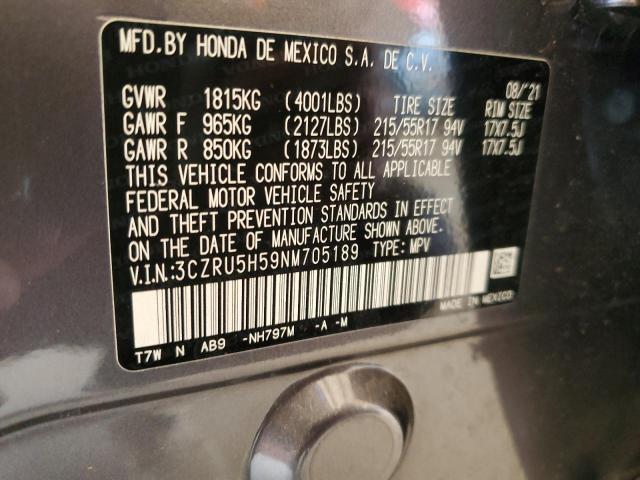 MFD.BY HONDA DE MEXICO S.A. DE C.V.
08/'21
GVWR 1815KG (4001LBS) TIRE SIZE RIM SIZE
GAWR F 965KG (2127LBS) 215/55R17 94V 17X7.5J
GAWR R 850KG (1873LBS) 215/55R17 94V 17X7.5J
THIS VEHICLE CONFORMS TO ALL APPLICABLE
FEDERAL MOTOR VEHICLE SAFETY
AND THEFT PREVENTION STANDARDS IN EFFECT
ON THE DATE OF MANUFACTURE SHOWN ABOVE.
V.I.N.:3CZRU5H59NM705189 TYPE: MPV
MADE IN MEXICO
T7W N AB9 -NH797M -A -M